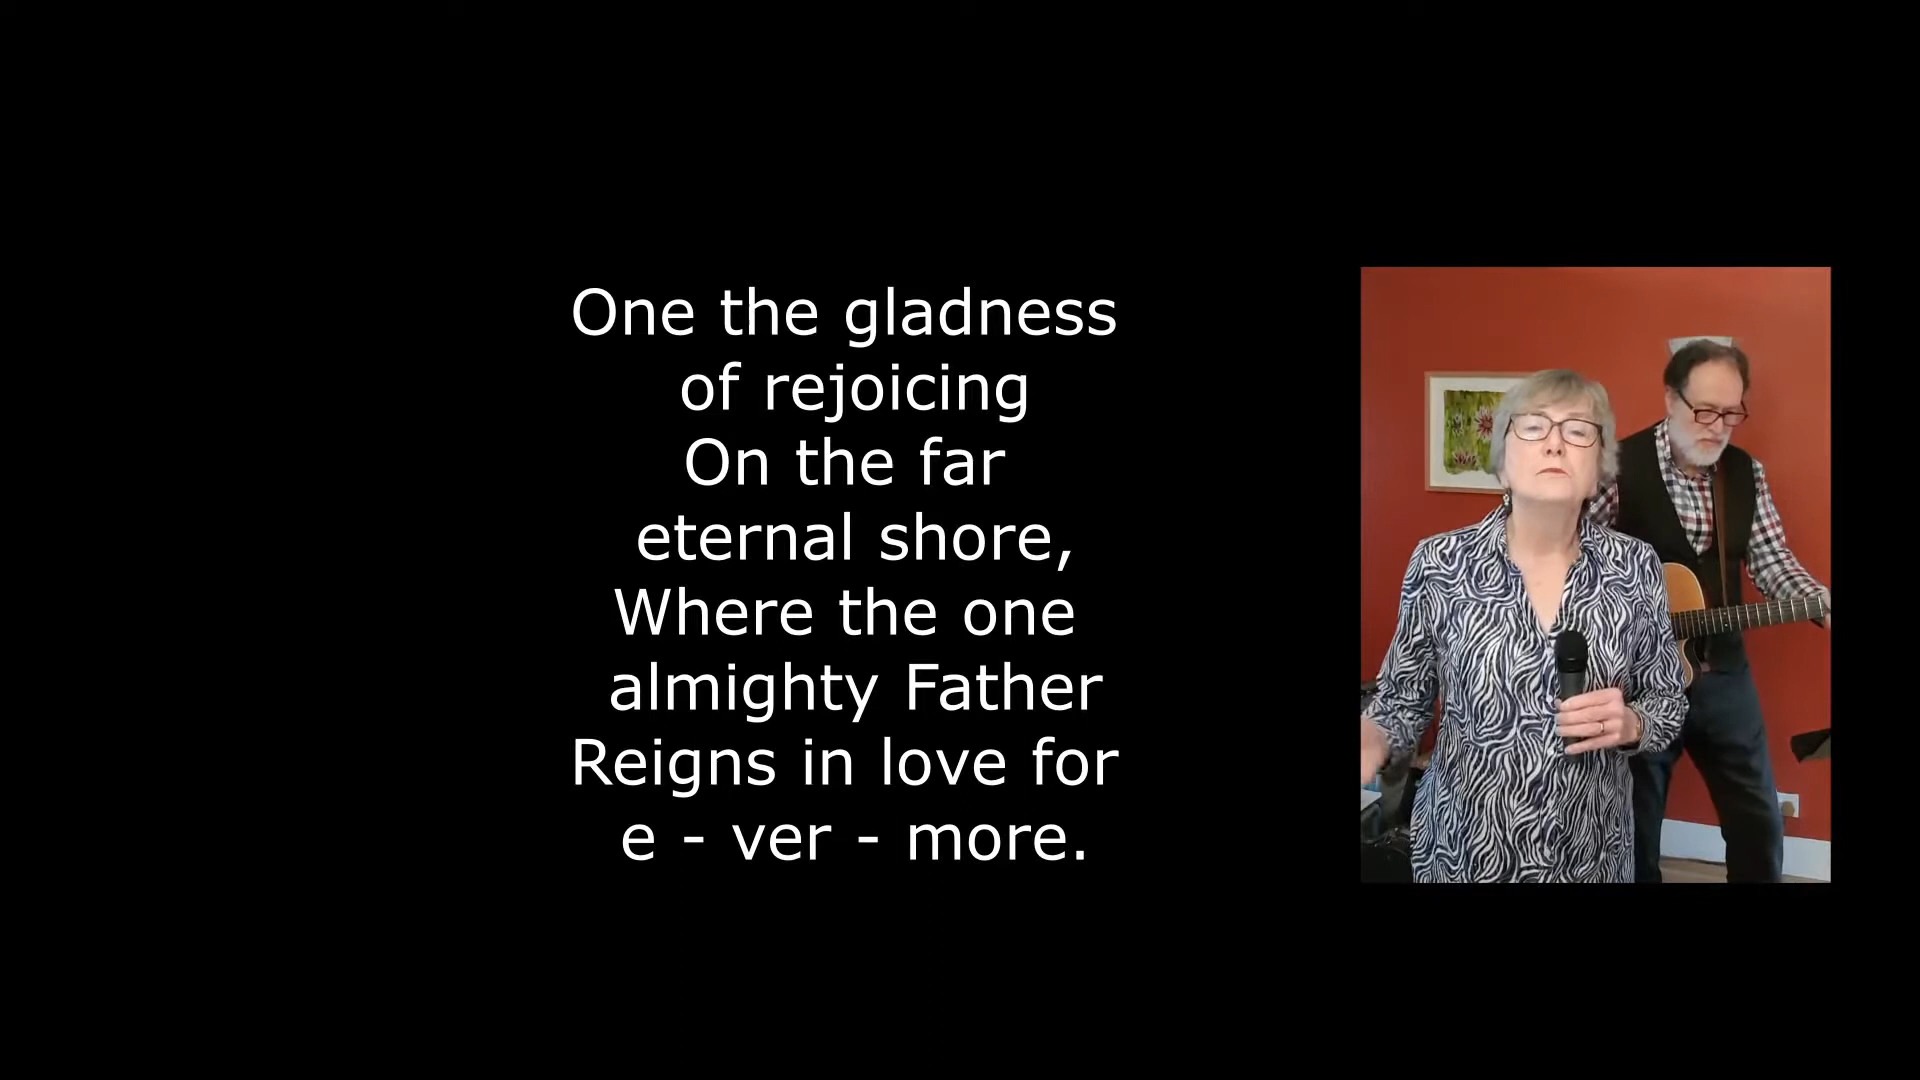 One the gladness
of rejoicing
On the far
eternal shore,
Where the one
almighty Father
Reigns in love for
e - ver - more.